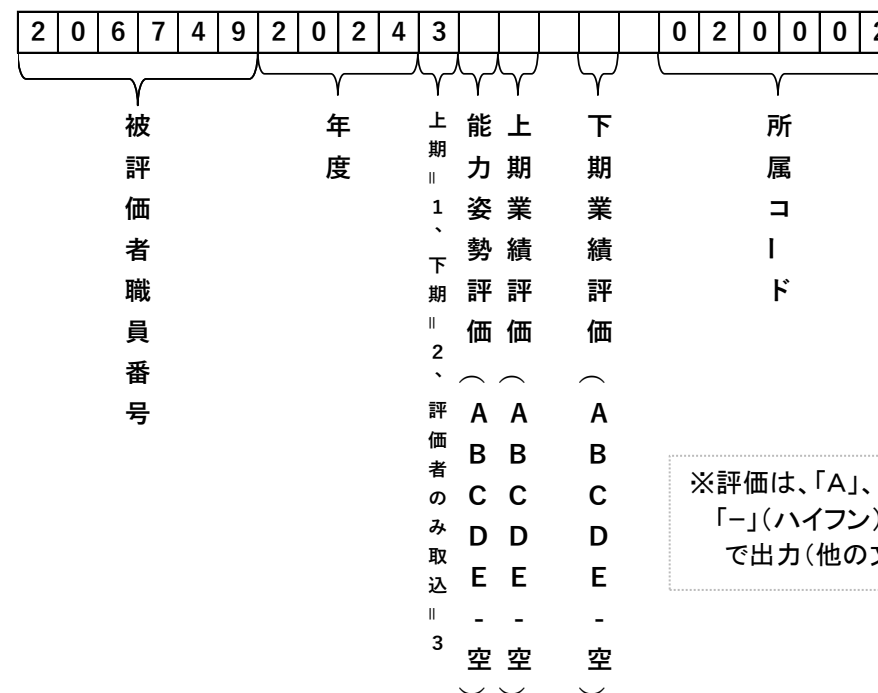 2 0 6 7 4 9 2 0 2 4 3 0 2 0 0 0 2
被評価者職員番号
年度
上期=1、下期=2、評価者のみ取込=3
能力姿勢評価(ABCDE-空)
上期業績評価(ABCDE-空)
下期業績評価(ABCDE-空)
所属コード
※評価は、「A」、
「−」(ハイフン)
で出力(他の